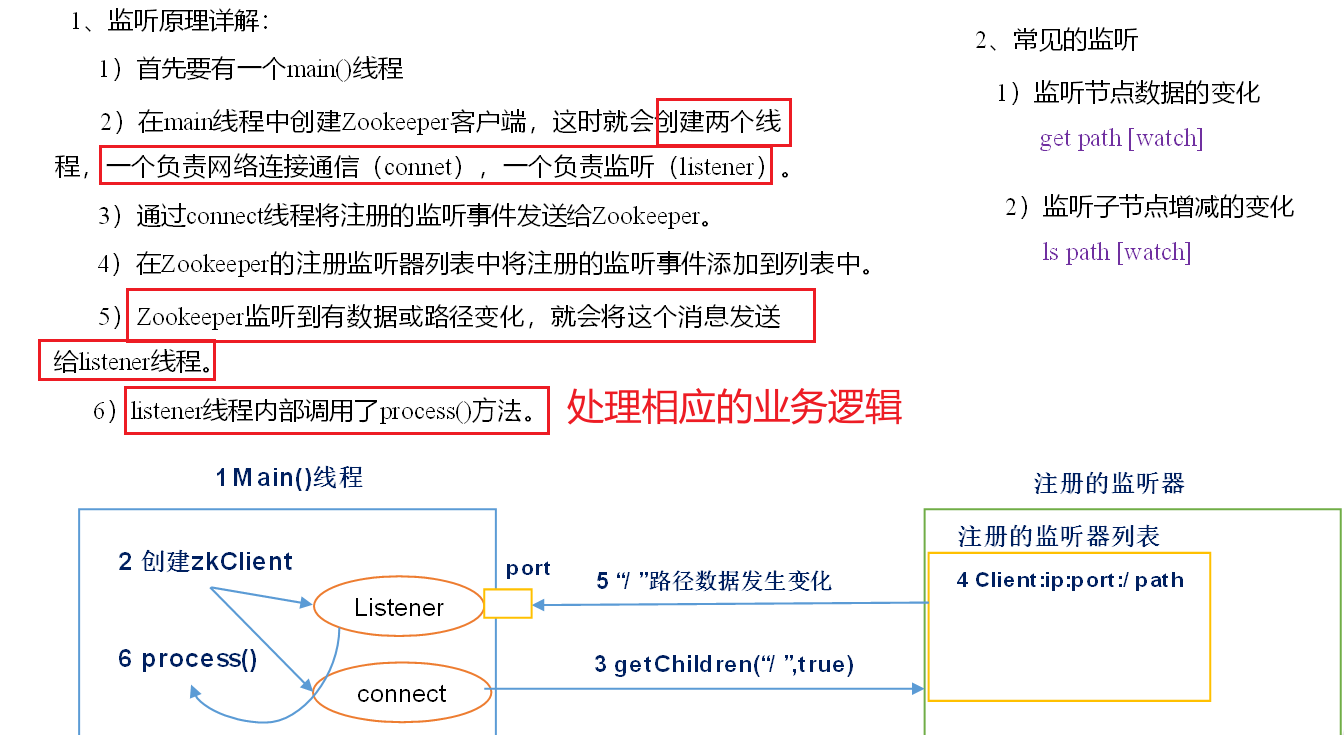 1、监听原理详解：
1）首先要有一个main()线程
2）在main线程中创建Zookeeper客户端，这时就会创建两个线
程，一个负责网络连接通信（connet），一个负责监听（listener）。
3）通过connect线程将注册的监听事件发送给Zookeeper。
4）在Zookeeper的注册监听器列表中将注册的监听事件添加到列表中。
5）Zookeeper监听到有数据或路径变化，就会将这个消息发送
给listener线程。
6）listener线程内部调用了process()方法。
处理相应的业务逻辑
2、常见的监听
1）监听节点数据的变化
get path [watch]
2）监听子节点增减的变化
ls path [watch]
1 Main()线程
2 创建zkClient
Listener
port
6 process()
connect
5 “/ ”路径数据发生变化
3 getChildren(“/ ”,true)
注册的监听器
注册的监听器列表
4 Client:ip:port:/ path